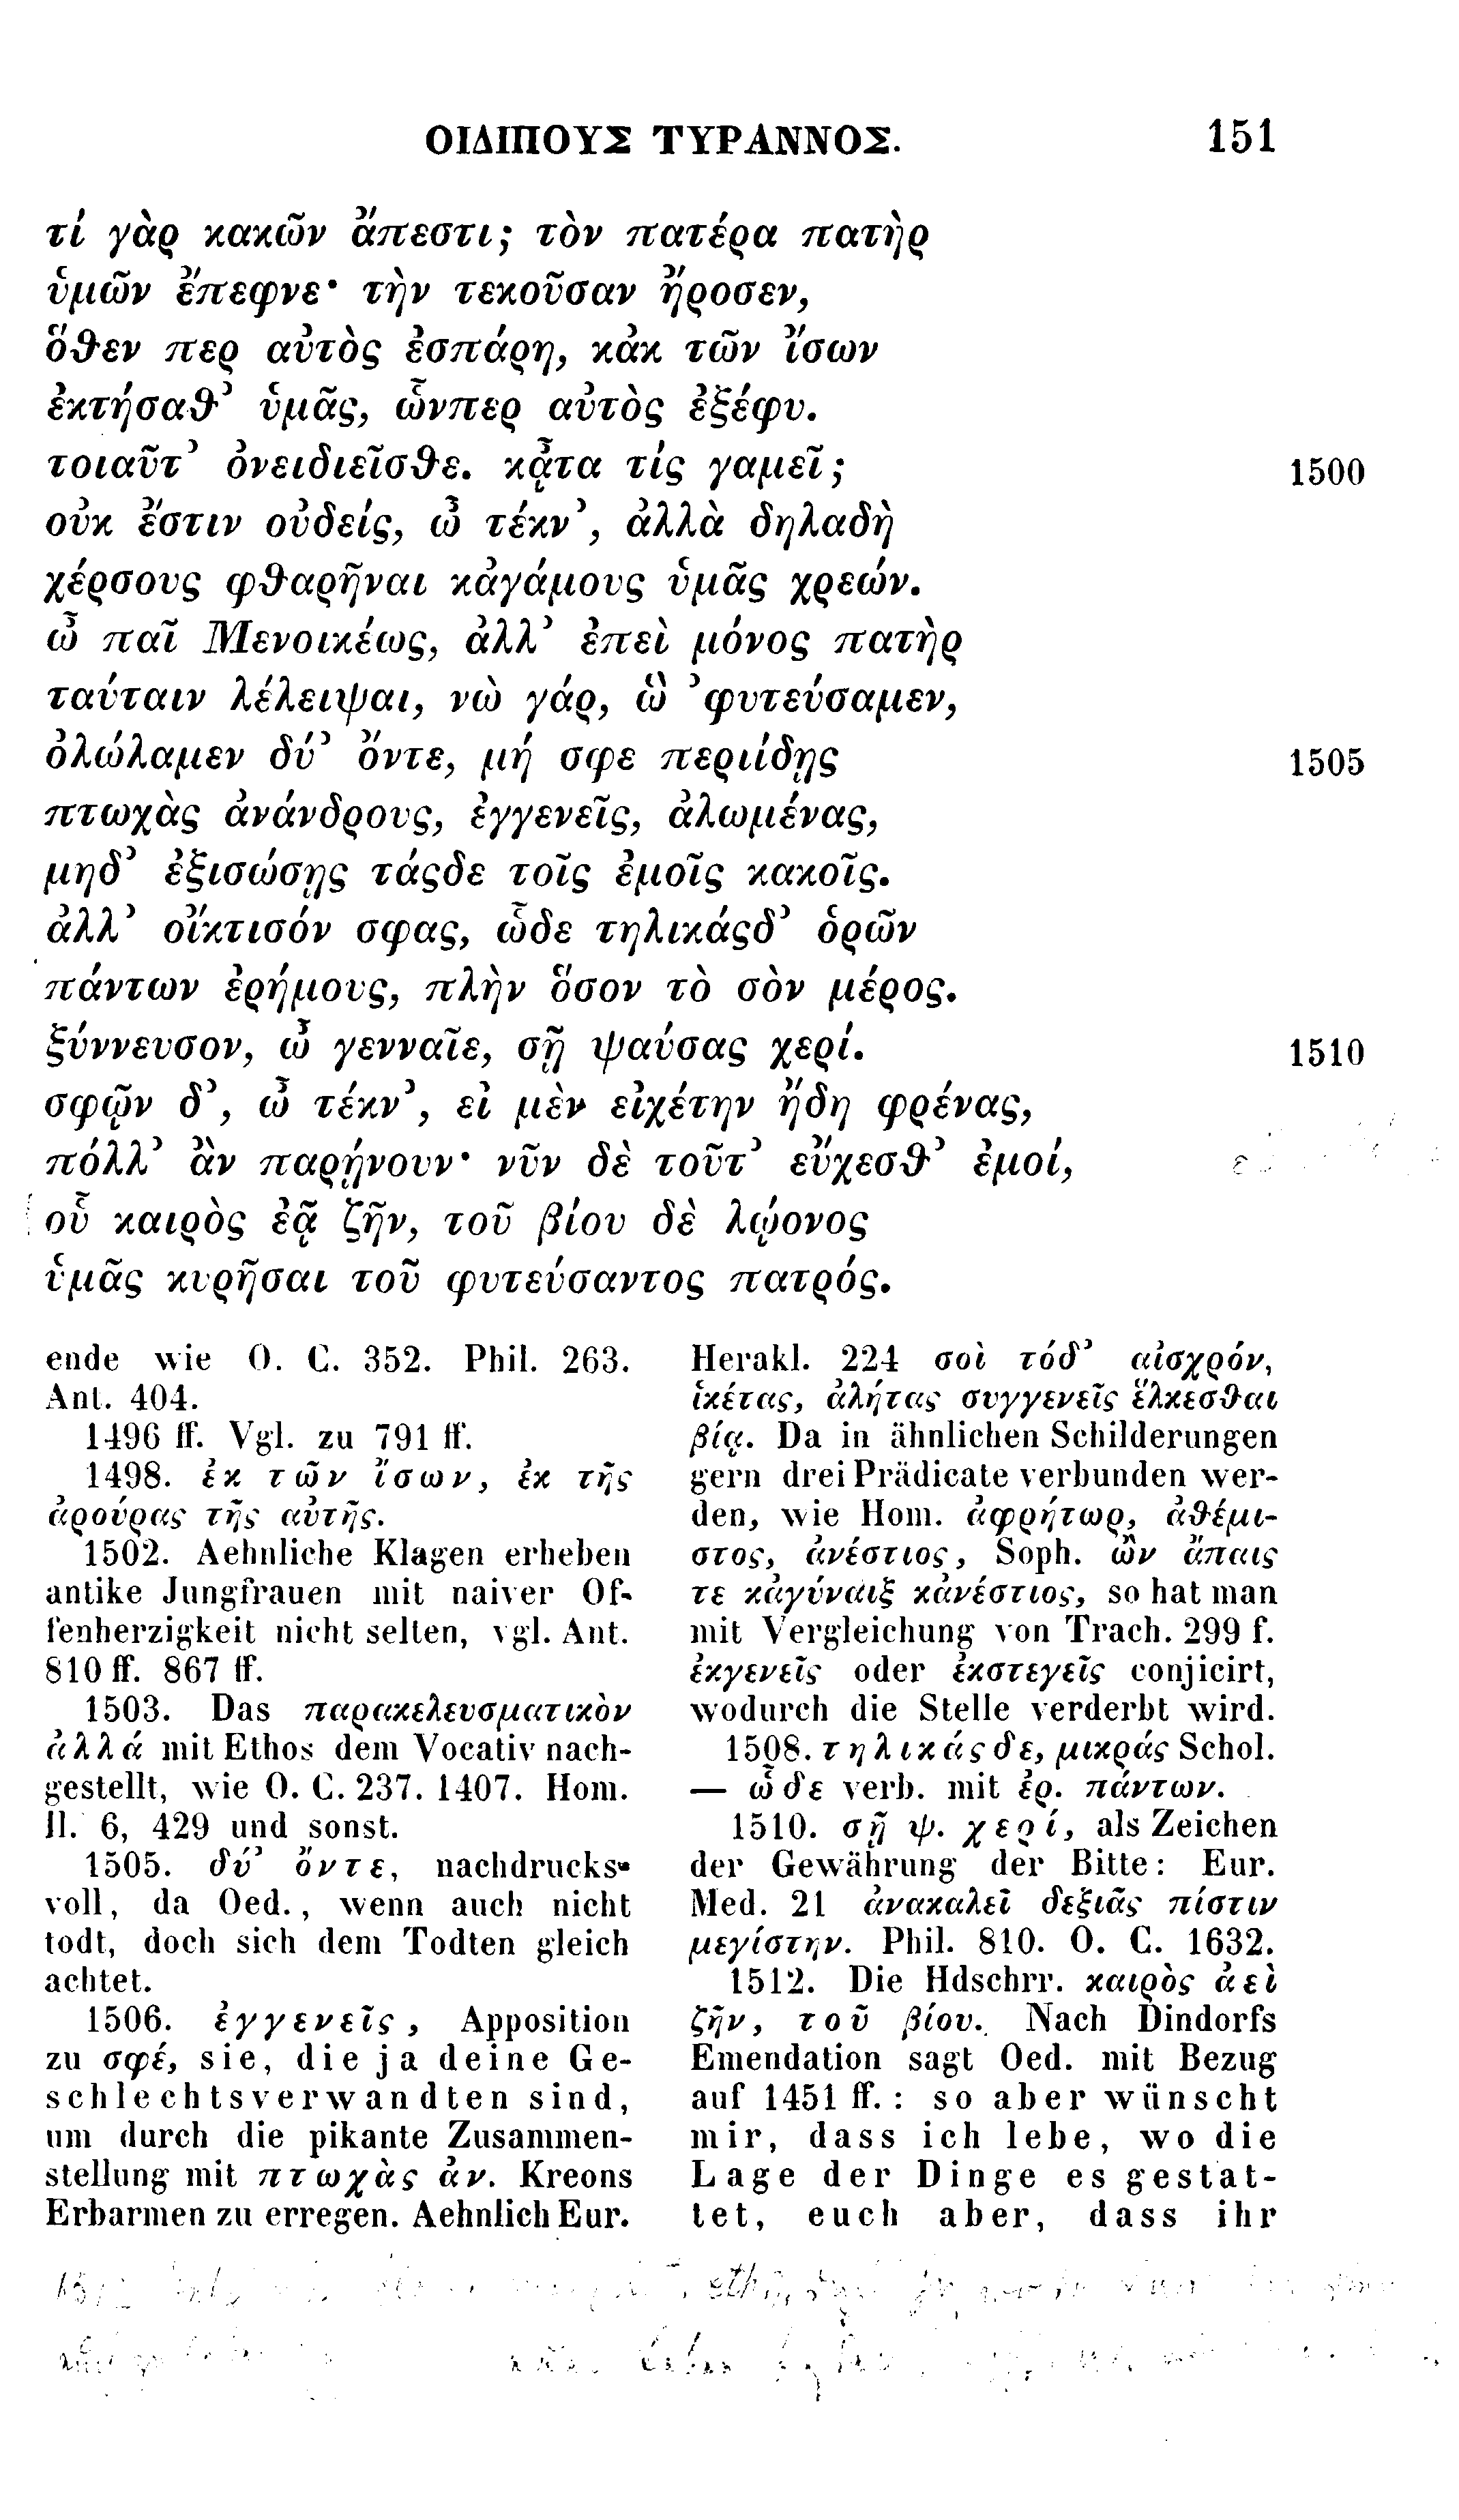 ΟΙΔΙΠΟΥΣ ΤΥΡΑΝΝΟΣ. 151
τί γὰρ κακῶν ἄπεστι; τὸν πατέρα πατὴρ
ὑμῶν ἔπεφνε· τὴν τεκοῦσαν ἤροσεν,
ὅθεν περ αὐτὸς ἐσπάρη, κἀκ τῶν ἴσων
ἐκτήσαθ’ ὑμᾶς, ὧνπερ αὐτὸς ἐξέφυ.
τοιαῦτ’ ὀνειδιεῖσθε. κᾆτα τίς γαμεῖ; 1500
οὐκ ἔστιν οὐδείς, ὦ τέκν’, ἀλλὰ δηλαδὴ
χέρσους φθαρῆναι κἀγάμους ὑμᾶς χρεών.
ὦ παῖ Μενοικέως, ἀλλ’ ἐπεὶ μόνος πατὴρ
ταύταιν λέλειψαι, νὼ γάρ, ὣ ’φυτεύσαμεν,
ὀλώλαμεν δύ’ ὄντε, μή σφε περιίδῃς 1505
πτωχὰς ἀνάνδρους, ἐγγενεῖς, ἀλωμένας,
μηδ’ ἐξισώσῃς τάςδε τοῖς ἐμοῖς κακοῖς.
ἀλλ’ οἴκτισόν σφας, ὧδε τηλικάςδ’ ὁρῶν
πάντων ἐρήμους, πλὴν ὅσον τὸ σὸν μέρος.
ξύννευσον, ὦ γενναῖε, σῇ ψαύσας χερί. 1510
σφῷν δ’, ὦ τέκν’, εἰ μὲν εἰχέτην ἤδη φρένας,
πόλλ’ ἂν παρῄνουν· νῦν δὲ τοῦτ’ εὔχεσθ’ ἐμοί,
οὗ καιρὸς ἐᾷ ζῆν, τοῦ βίου δὲ λῴονος
ὑμᾶς κυρῆσαι τοῦ φυτεύσαντος πατρός.
ende wie O. C. 352. Phil. 263.
Ant. 404.
1496 ff. Vgl. zu 791 ff.
1498. ἐκ τῶν ἴσων, ἐκ τῆς
ἀρούρας τῆς αὐτῆς.
1502. Aehnliche Klagen erheben
antike Jungfrauen mit naiver Of-
fenherzigkeit nicht selten, vgl. Ant.
810 ff. 867 ff.
1503. Das παρακελευσματικὸν
ἀλλά mit Ethos dem Vocativ nach-
gestellt, wie O. C. 237. 1407. Hom.
Il. 6, 429 und sonst.
1505. δύ’ ὄντε, nachdrucks-
voll, da Oed., wenn auch nicht
todt, doch sich dem Todten gleich
achtet.
1506. ἐγγενεῖς, Apposition
zu σφέ, sie, die ja deine Ge-
schlechtsverwandten sind,
um durch die pikante Zusammen-
stellung mit πτωχὰς ἀν. Kreons
Erbarmen zu erregen. Aehnlich Eur.
Herakl. 224 σοὶ τόδ’ αἰσχρόν,
ἱκέτας, ἀλήτας συγγενεῖς ἕλκεσθαι
βίᾳ. Da in ähnlichen Schilderungen
gern drei Prädicate verbunden wer-
den, wie Hom. ἀφρήτωρ, ἀθέμι-
στος, ἀνέστιος, Soph. ὢν ἄπαις
τε κἀγύναιξ κἀνέστιος, so hat man
mit Vergleichung von Trach. 299 f.
ἐκγενεῖς oder ἐκστεγεῖς conjicirt,
wodurch die Stelle verderbt wird.
1508. τηλικάςδε, μικράς Schol.
— ὧδε verb. mit ἐρ. πάντων.
1510. σῇ ψ. χερί, als Zeichen
der Gewährung der Bitte: Eur.
Med. 21 ἀνακαλεῖ δεξιᾶς πίστιν
μεγίστην. Phil. 810. O. C. 1632.
1512. Die Hdschrr. καιρὸς ἀεὶ
ζῆν, τοῦ βίου. Nach Dindorfs
Emendation sagt Oed. mit Bezug
auf 1451 ff.: so aber wünscht
mir, dass ich lebe, wo die
Lage der Dinge es gestat-
tet, euch aber, dass ihr